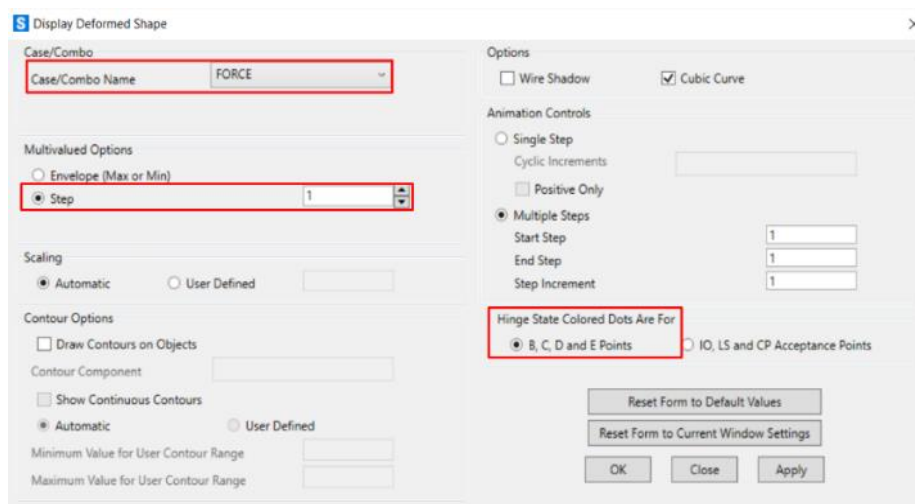 S Display Deformed Shape
Case/Combo
Case/Combo Name FORCE
Multivalued Options
Envelope (Max or Min)
Step 1
Scaling
Automatic User Defined
Contour Options
Draw Contours on Objects
Contour Component
Show Continuous Contours
Automatic User Defined
Minimum Value for User Contour Range
Maximum Value for User Contour Range
Options
Wire Shadow Cubic Curve
Animation Controls
Single Step
Cyclic Increments
Positive Only
Multiple Steps
Start Step 1
End Step 1
Step Increment 1
Hinge State Colored Dots Are For
B, C, D and E Points IO, LS and CP Acceptance Points
Reset Form to Default Values
Reset Form to Current Window Settings
OK Close Apply